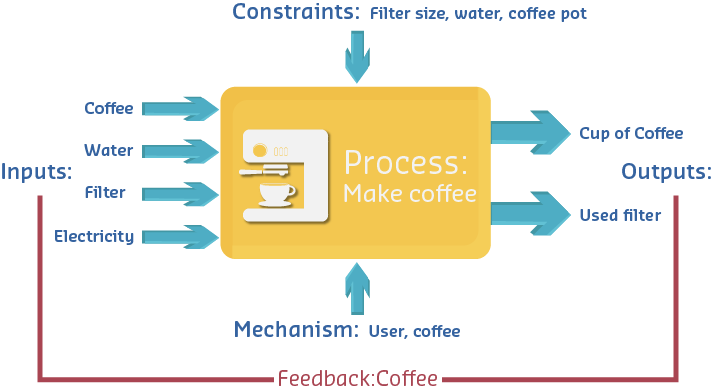 Constraints: Filter size, water, coffee pot
Coffee
Water
Inputs:
Filter
Electricity
Process:
Make coffee
Cup of Coffee
Outputs:
Used filter
Mechanism: User, coffee
Feedback:Coffee